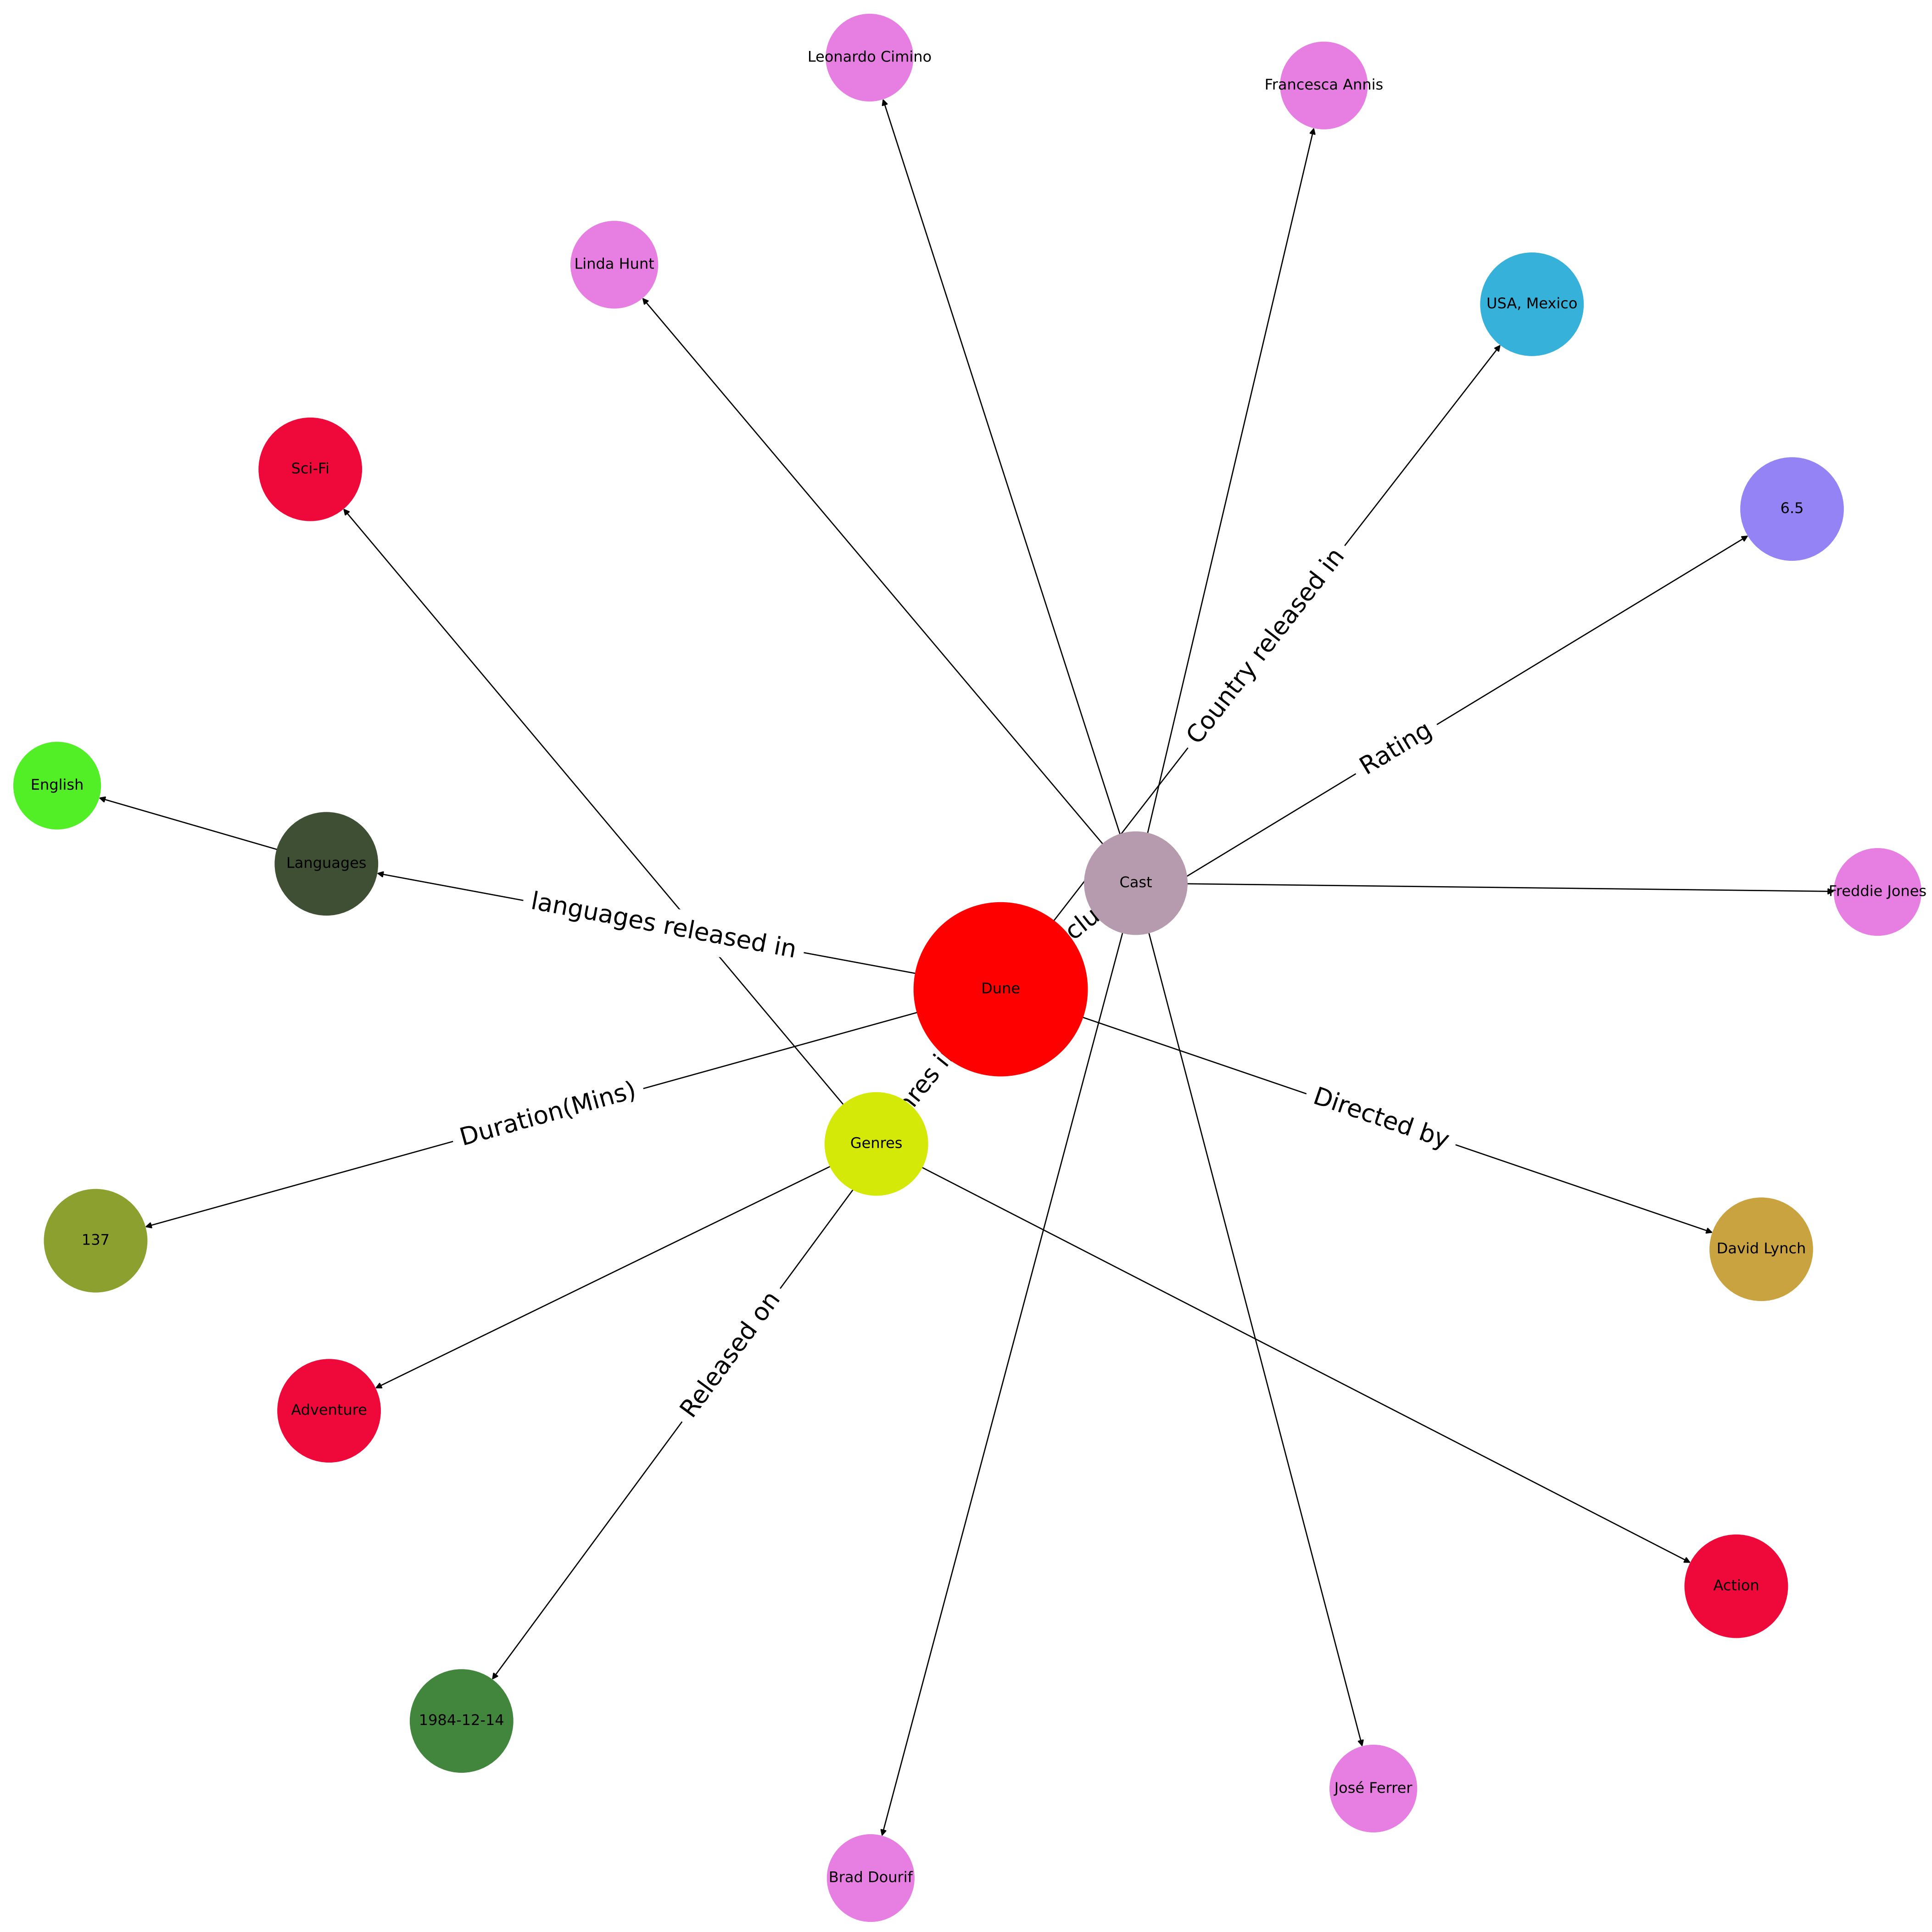 Leonardo Cimino
Francesca Annis
Linda Hunt
USA, Mexico
Sci-Fi
6.5
Country released in
Rating
English
Languages
Cast
Freddie Jones
languages released in
Dune
Duration(Mins)
Directed by
Genres
137
David Lynch
Released on
Adventure
Action
1984-12-14
José Ferrer
Brad Dourif